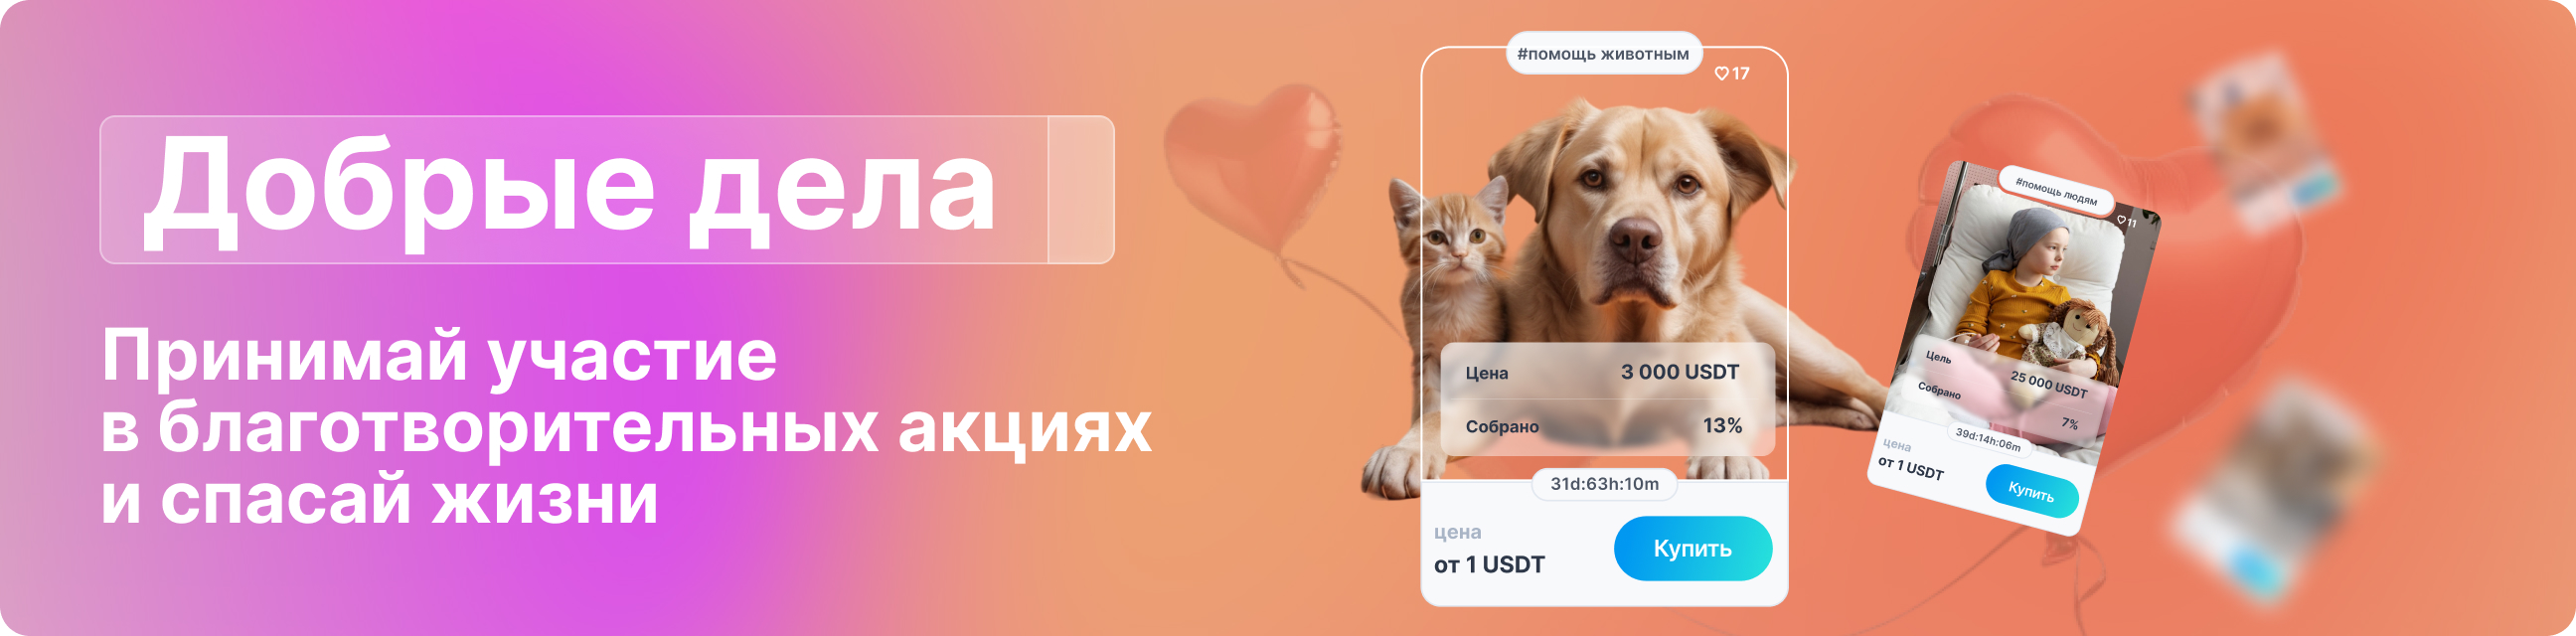 Добрые дела
Принимай участие
в благотворительных акциях
и спасай жизни
#помощь животным
17
Цена 3 000 USDT
Собрано 13%
31d:63h:10m
цена
от 1 USDT
Купить
#помощь людям
11
Цель 25 000 USDT
Собрано 7%
39d:14h:06m
цена
от 1 USDT
Купить